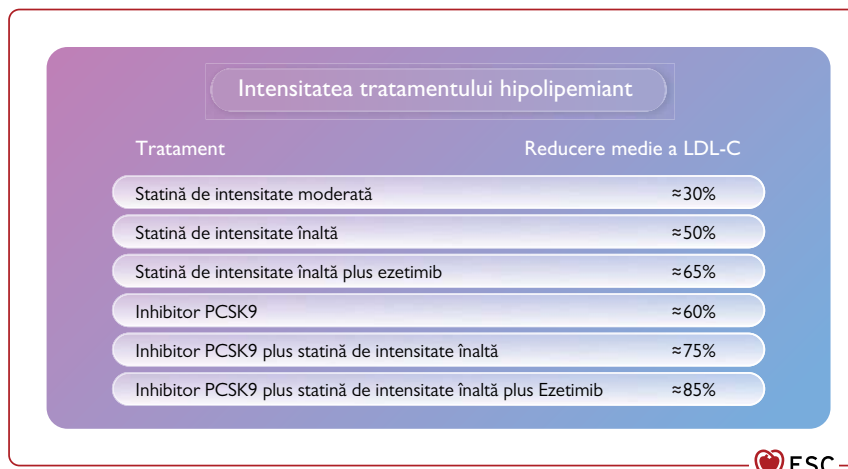 Intensitatea tratamentului hipolipemiant
Tratament Reducere medie a LDL-C
Statină de intensitate moderată ≈30%
Statină de intensitate înaltă ≈50%
Statină de intensitate înaltă plus ezetimib ≈65%
Inhibitor PCSK9 ≈60%
Inhibitor PCSK9 plus statină de intensitate înaltă ≈75%
Inhibitor PCSK9 plus statină de intensitate înaltă plus Ezetimib ≈85%
ESC